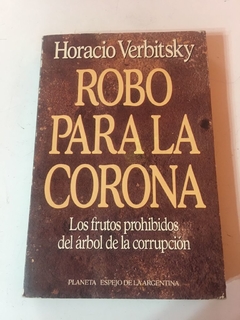 Horacio Verbitsky
ROBO
PARA LA
CORONA
Los frutos prohibidos
del árbol de la corrupción
PLANETA ESPEJO DE LA ARGENTINA